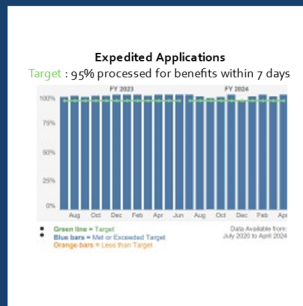 Expedited Applications
Target : 95% processed for benefits within 7 days
FY 2023 FY 2024
100%
75%
50%
25%
0%
Aug Oct Dec Feb Apr Jun Aug Oct Dec Feb Apr
Green line = Target
Blue bars = Met or Exceeded Target
Orange bars = Less than Target
Data Available from:
July 2020 to April 2024